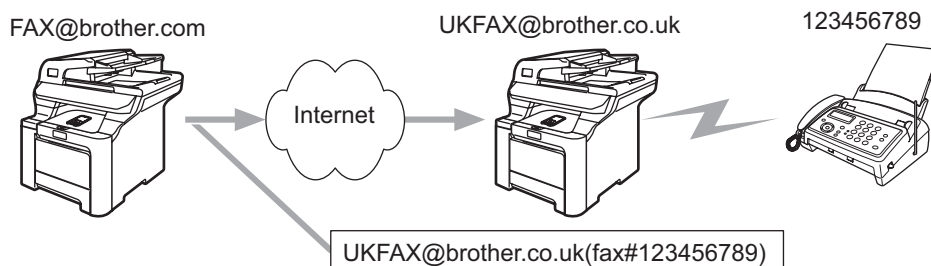 FAX@brother.com
UKFAX@brother.co.uk
123456789
Internet
UKFAX@brother.co.uk(fax#123456789)